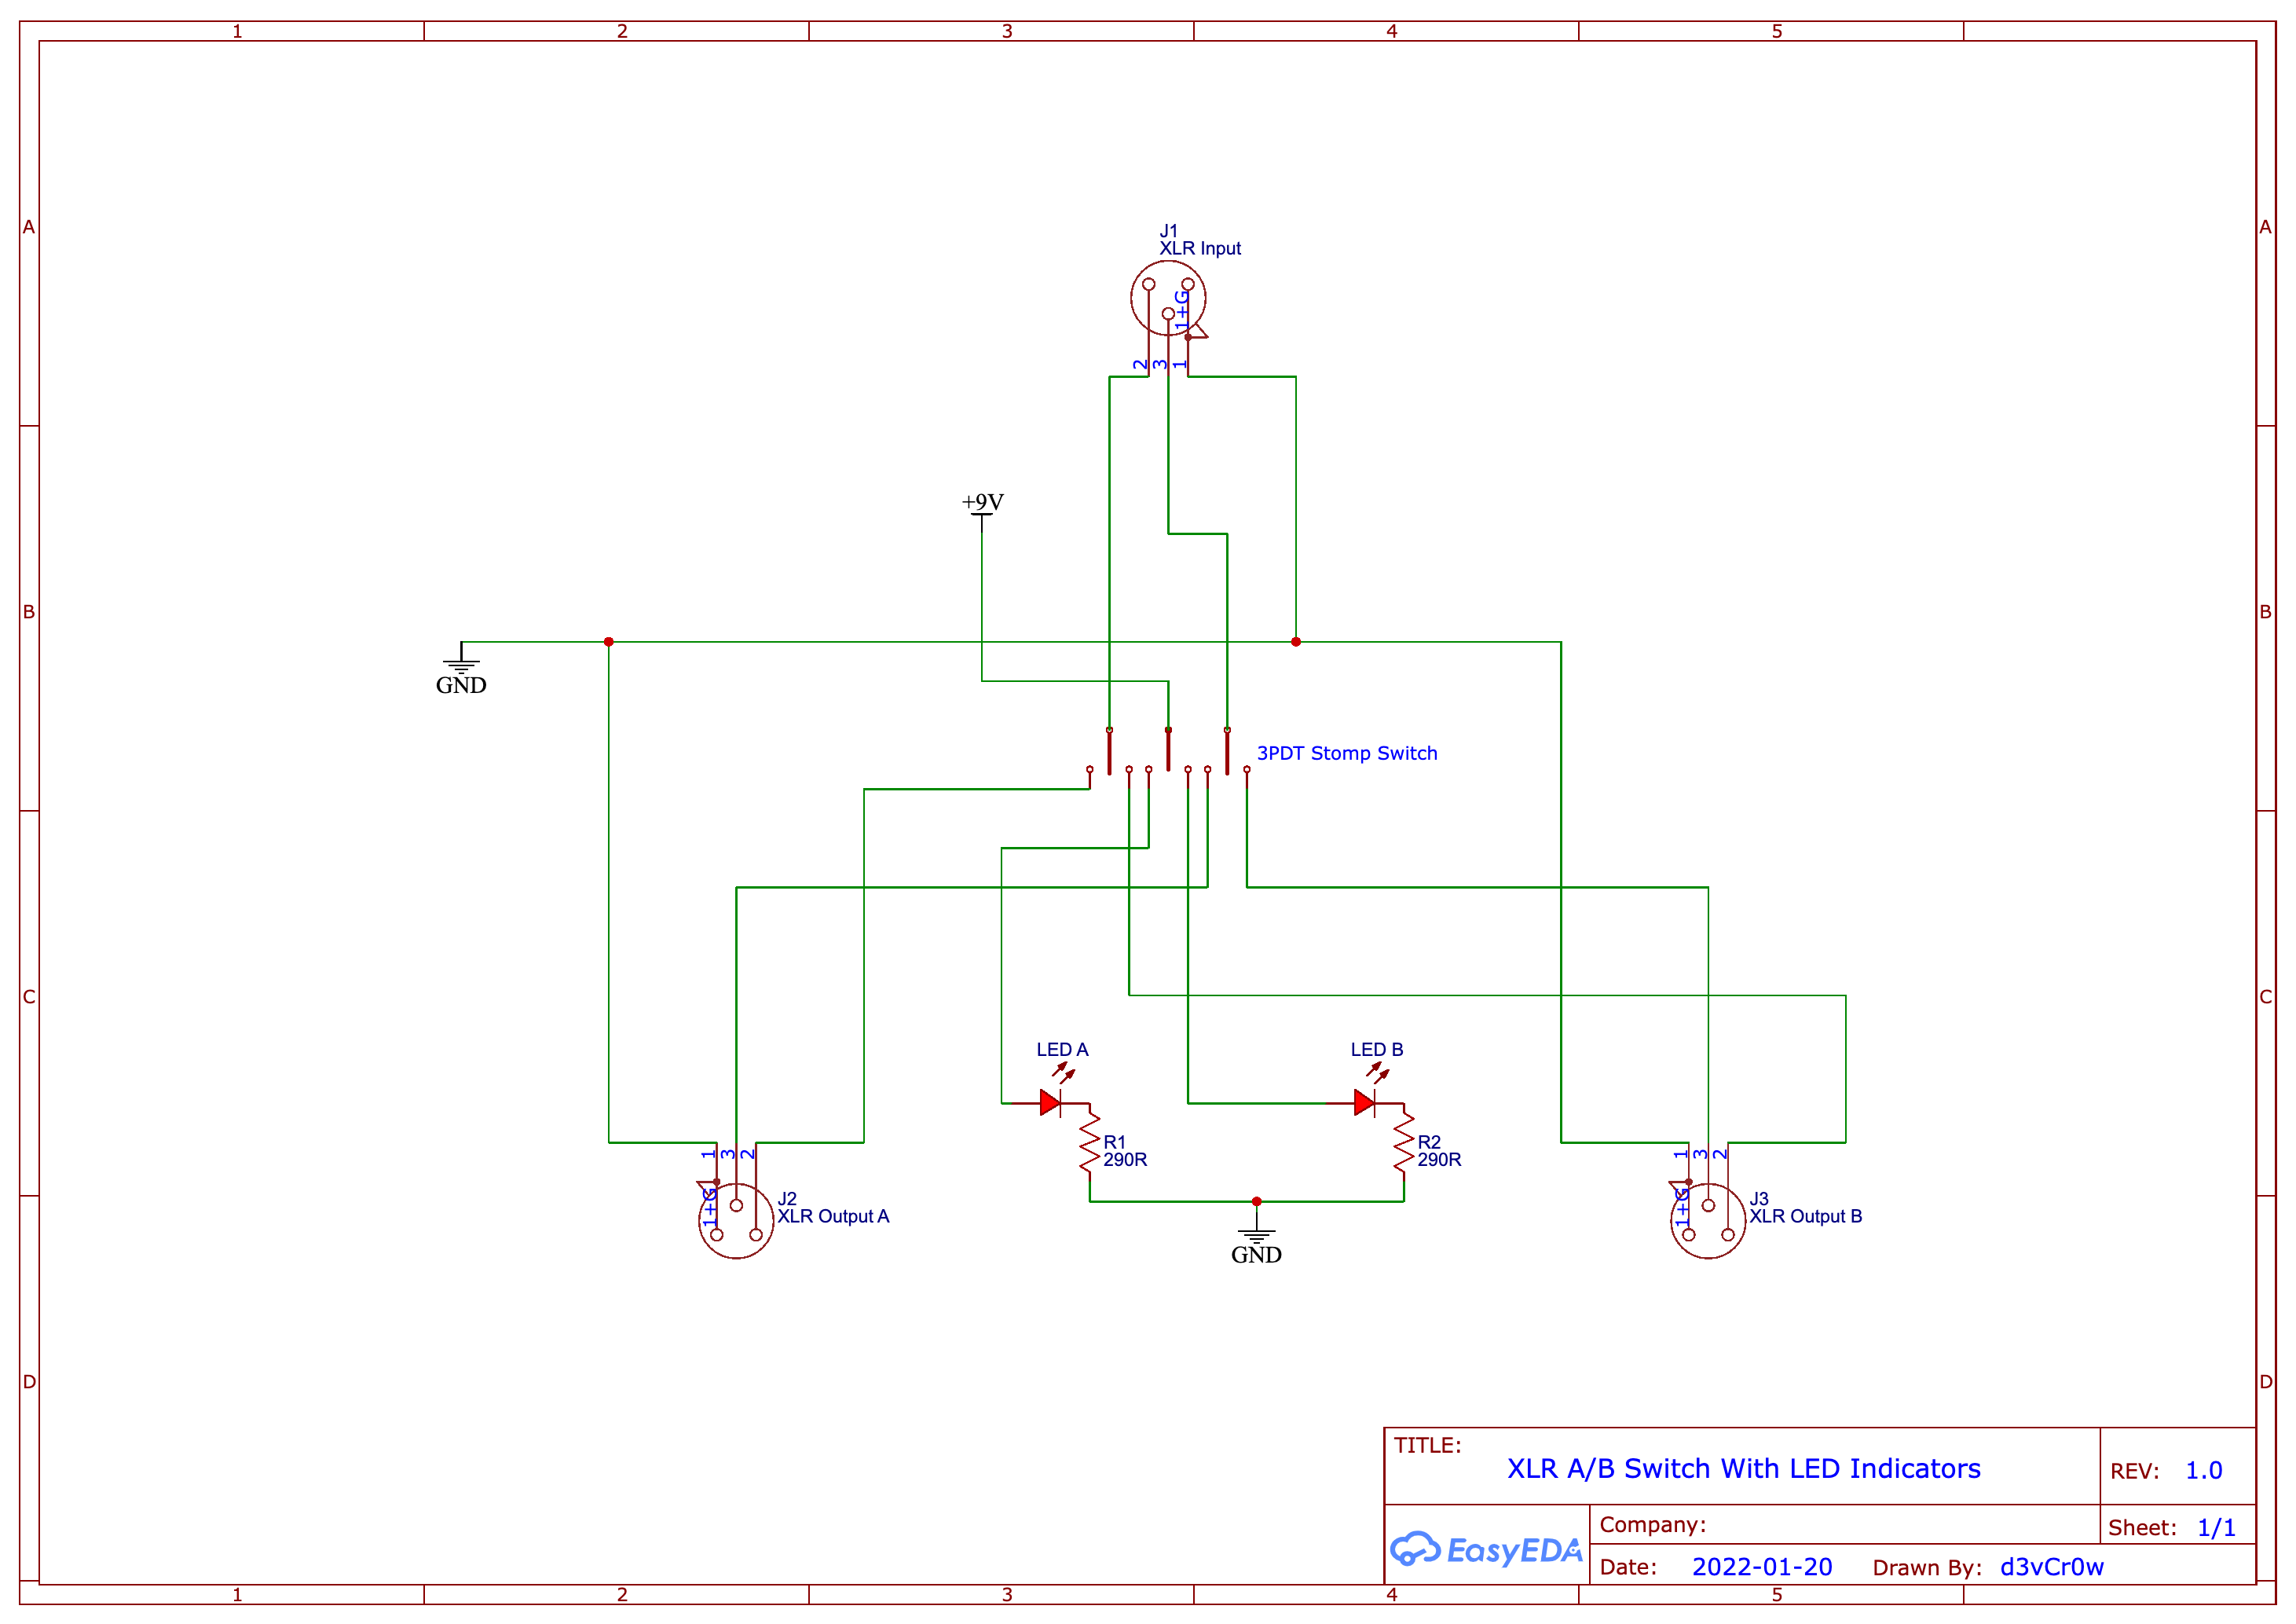 1 2 3 4 5
A A
J1
XLR Input
1+G
2 3 1
+9V
B B
GND
3PDT Stomp Switch
C C
LED A LED B
1 3 2 R1 R2 1 3 2
290R 290R
1+G J2 1+G J3
XLR Output A XLR Output B
GND
D D
TITLE:
XLR A/B Switch With LED Indicators
REV: 1.0
EasyEDA
Company:
Sheet: 1/1
Date: 2022-01-20 Drawn By: d3vCr0w
1 2 3 4 5